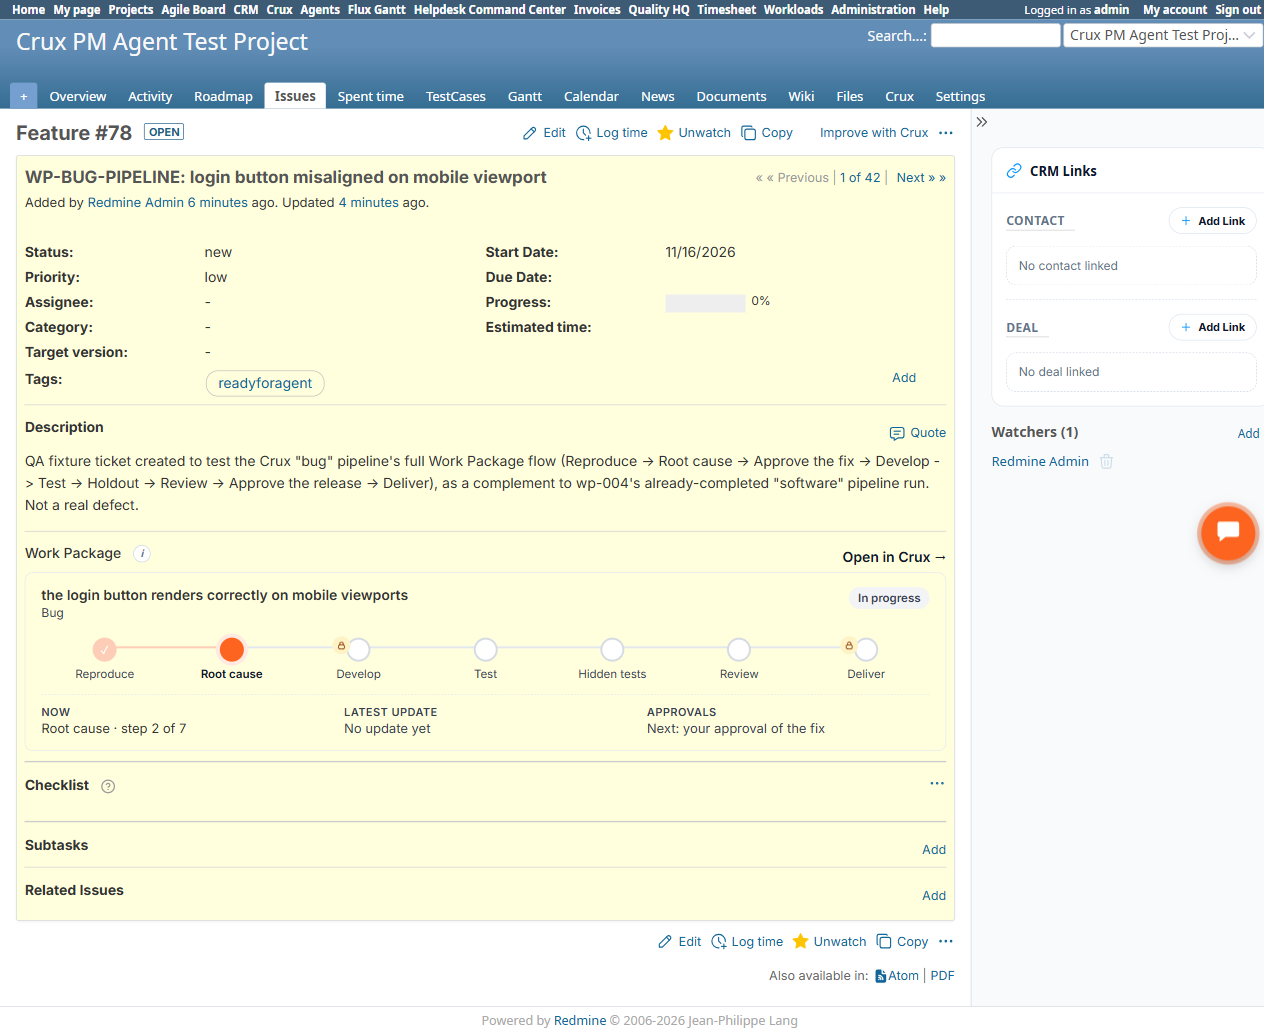 Home My page Projects Agile Board CRM Crux Agents Flux Gantt Helpdesk Command Center Invoices Quality HQ Timesheet Workloads Administration Help Logged in as admin My account Sign out
Crux PM Agent Test Project
Search...: Crux PM Agent Test Proj...
+ Overview Activity Roadmap Issues Spent time TestCases Gantt Calendar News Documents Wiki Files Crux Settings
Feature #78 OPEN Edit Log time Unwatch Copy Improve with Crux ...
WP-BUG-PIPELINE: login button misaligned on mobile viewport
« « Previous | 1 of 42 | Next » »
Added by Redmine Admin 6 minutes ago. Updated 4 minutes ago.
Status: new Start Date: 11/16/2026
Priority: low Due Date:
Assignee: - Progress: 0%
Category: - Estimated time:
Target version: -
Tags: readyforagent Add
Description
Quote
QA fixture ticket created to test the Crux "bug" pipeline's full Work Package flow (Reproduce → Root cause → Approve the fix → Develop -
> Test → Holdout → Review → Approve the release → Deliver), as a complement to wp-004's already-completed "software" pipeline run.
Not a real defect.
Work Package i
Open in Crux →
the login button renders correctly on mobile viewports
In progress
Bug
Reproduce Root cause Develop Test Hidden tests Review Deliver
NOW LATEST UPDATE APPROVALS
Root cause · step 2 of 7 No update yet Next: your approval of the fix
Checklist ? ...
Subtasks
Add
Related Issues
Add
Edit Log time Unwatch Copy ...
Also available in: Atom | PDF
CRM Links
CONTACT + Add Link
No contact linked
DEAL + Add Link
No deal linked
Watchers (1) Add
Redmine Admin
Powered by Redmine © 2006-2026 Jean-Philippe Lang